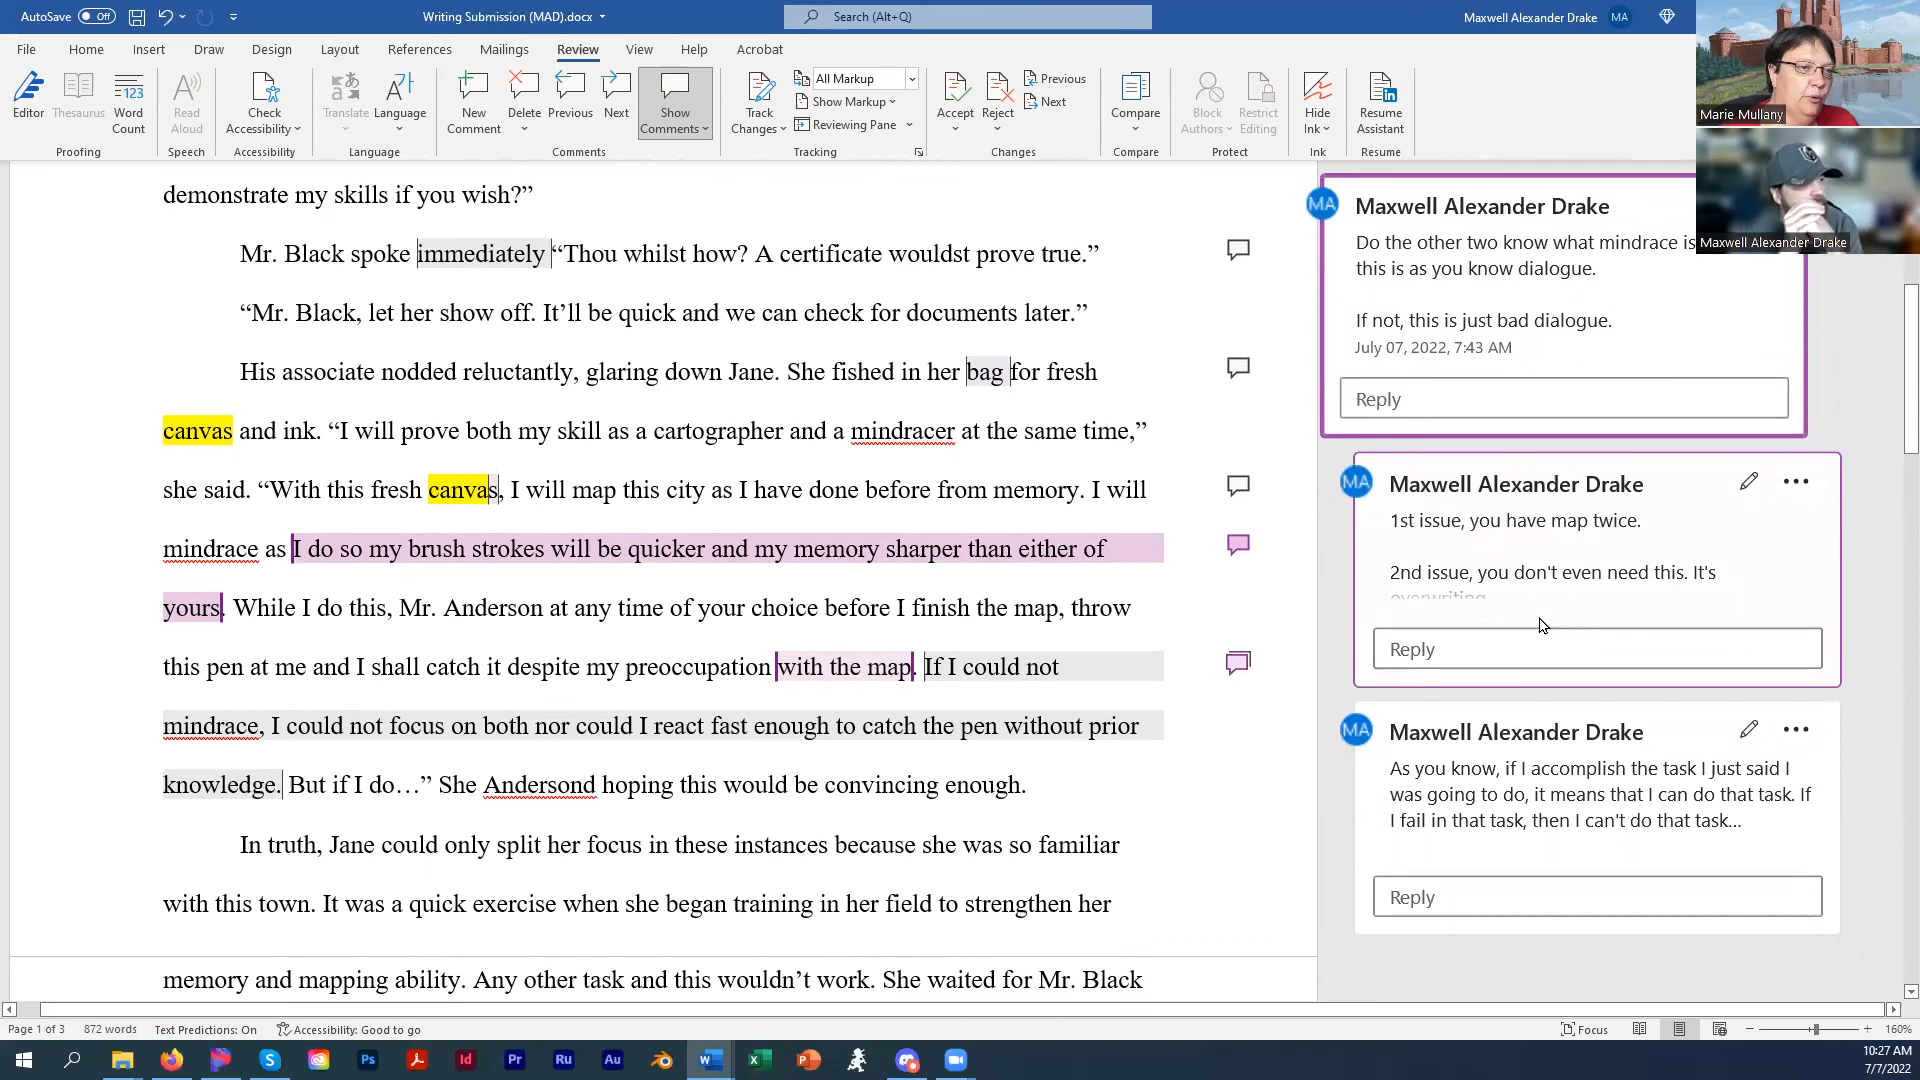 AutoSave Off
Writing Submission (MAD).docx
Search (Alt+Q)
Maxwell Alexander Drake MA
File Home Insert Draw Design Layout References Mailings Review View Help Acrobat
Editor Thesaurus Word Count
Read Aloud
Check Accessibility
Translate Language
New Comment Delete Previous Next Show Comments
Track Changes All Markup Show Markup Reviewing Pane
Accept Reject Previous Next
Compare
Block Authors Restrict Editing
Hide Ink
Resume Assistant
Proofing Speech Accessibility Language Comments Tracking Changes Compare Protect Ink Resume
Marie Mullany
Maxwell Alexander Drake
demonstrate my skills if you wish?”
Mr. Black spoke immediately “Thou whilst how? A certificate wouldst prove true.”
“Mr. Black, let her show off. It’ll be quick and we can check for documents later.”
His associate nodded reluctantly, glaring down Jane. She fished in her bag for fresh
canvas and ink. “I will prove both my skill as a cartographer and a mindracer at the same time,”
she said. “With this fresh canvas, I will map this city as I have done before from memory. I will
mindrace as I do so my brush strokes will be quicker and my memory sharper than either of
yours. While I do this, Mr. Anderson at any time of your choice before I finish the map, throw
this pen at me and I shall catch it despite my preoccupation with the map. If I could not
mindrace, I could not focus on both nor could I react fast enough to catch the pen without prior
knowledge. But if I do…” She Andersond hoping this would be convincing enough.
In truth, Jane could only split her focus in these instances because she was so familiar
with this town. It was a quick exercise when she began training in her field to strengthen her
memory and mapping ability. Any other task and this wouldn’t work. She waited for Mr. Black
MA Maxwell Alexander Drake
Do the other two know what mindrace is
this is as you know dialogue.
If not, this is just bad dialogue.
July 07, 2022, 7:43 AM
Reply
MA Maxwell Alexander Drake
1st issue, you have map twice.
2nd issue, you don't even need this. It's
overwriting
Reply
MA Maxwell Alexander Drake
As you know, if I accomplish the task I just said I
was going to do, it means that I can do that task. If
I fail in that task, then I can't do that task...
Reply
Page 1 of 3 872 words Text Predictions: On Accessibility: Good to go
Focus 160%
Ps Id Pr Ru Au
10:27 AM
7/7/2022